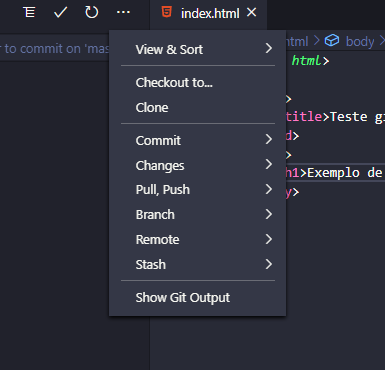 index.html
View & Sort
r to commit on 'mas
html
body
Checkout to...
html>
Clone
>
title>Teste gi
Commit
d>
Changes
>
Pull, Push
h1>Exemplo de
Branch
y>
Remote
Stash
Show Git Output